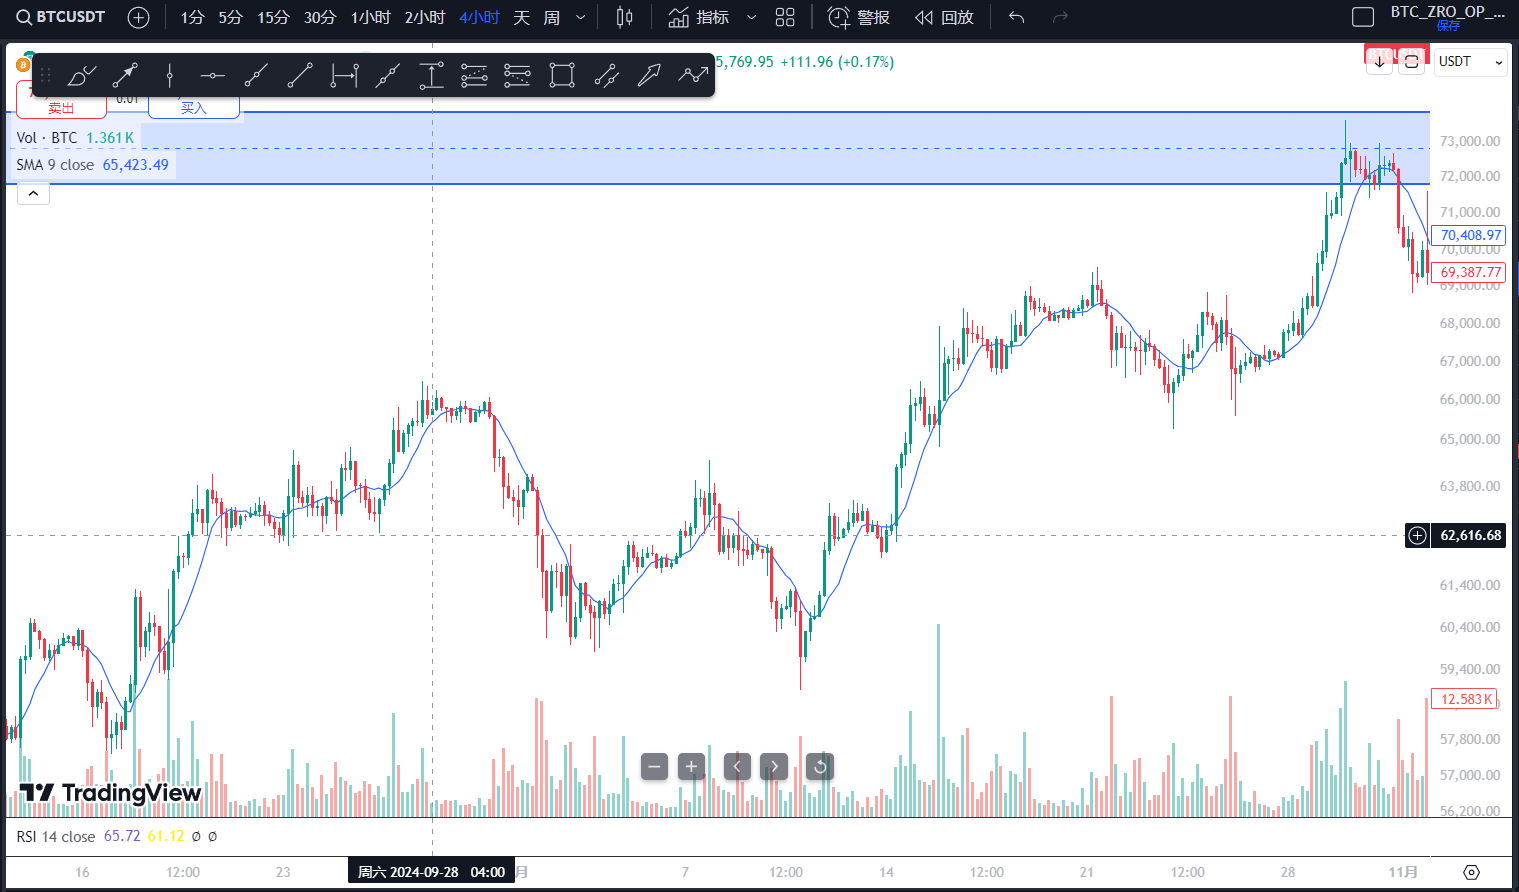 BTCUSDT 1分 5分 15分 30分 1小时 2小时 4小时 天 周 指标 警报 回放 BTC_ZRO_OP_...
保存
5,769.95 +111.96 (+0.17%)
USDT
0.01
卖出
买入
Vol · BTC 1.361K
SMA 9 close 65,423.49
73,000.00
72,000.00
71,000.00
70,408.97
70,000.00
69,387.77
69,000.00
68,000.00
67,000.00
66,000.00
65,000.00
63,800.00
62,616.68
61,400.00
60,400.00
59,400.00
12.583K
57,800.00
57,000.00
56,200.00
TradingView
RSI 14 close 65.72 61.12 Ø Ø
16 12:00 23 周六 2024-09-28 04:00 月 7 12:00 14 12:00 21 12:00 28 11月